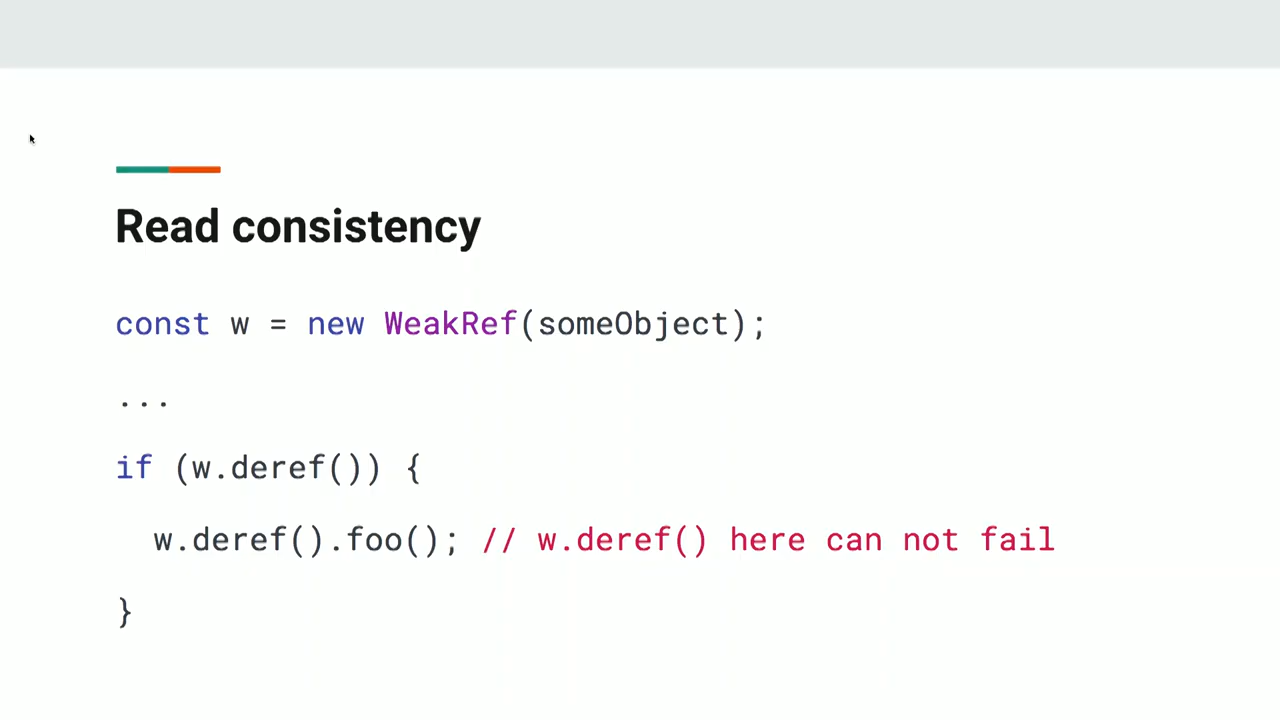 Read consistency
const w = new WeakRef(someObject);
...
if (w.deref()) {
w.deref().foo(); // w.deref() here can not fail
}